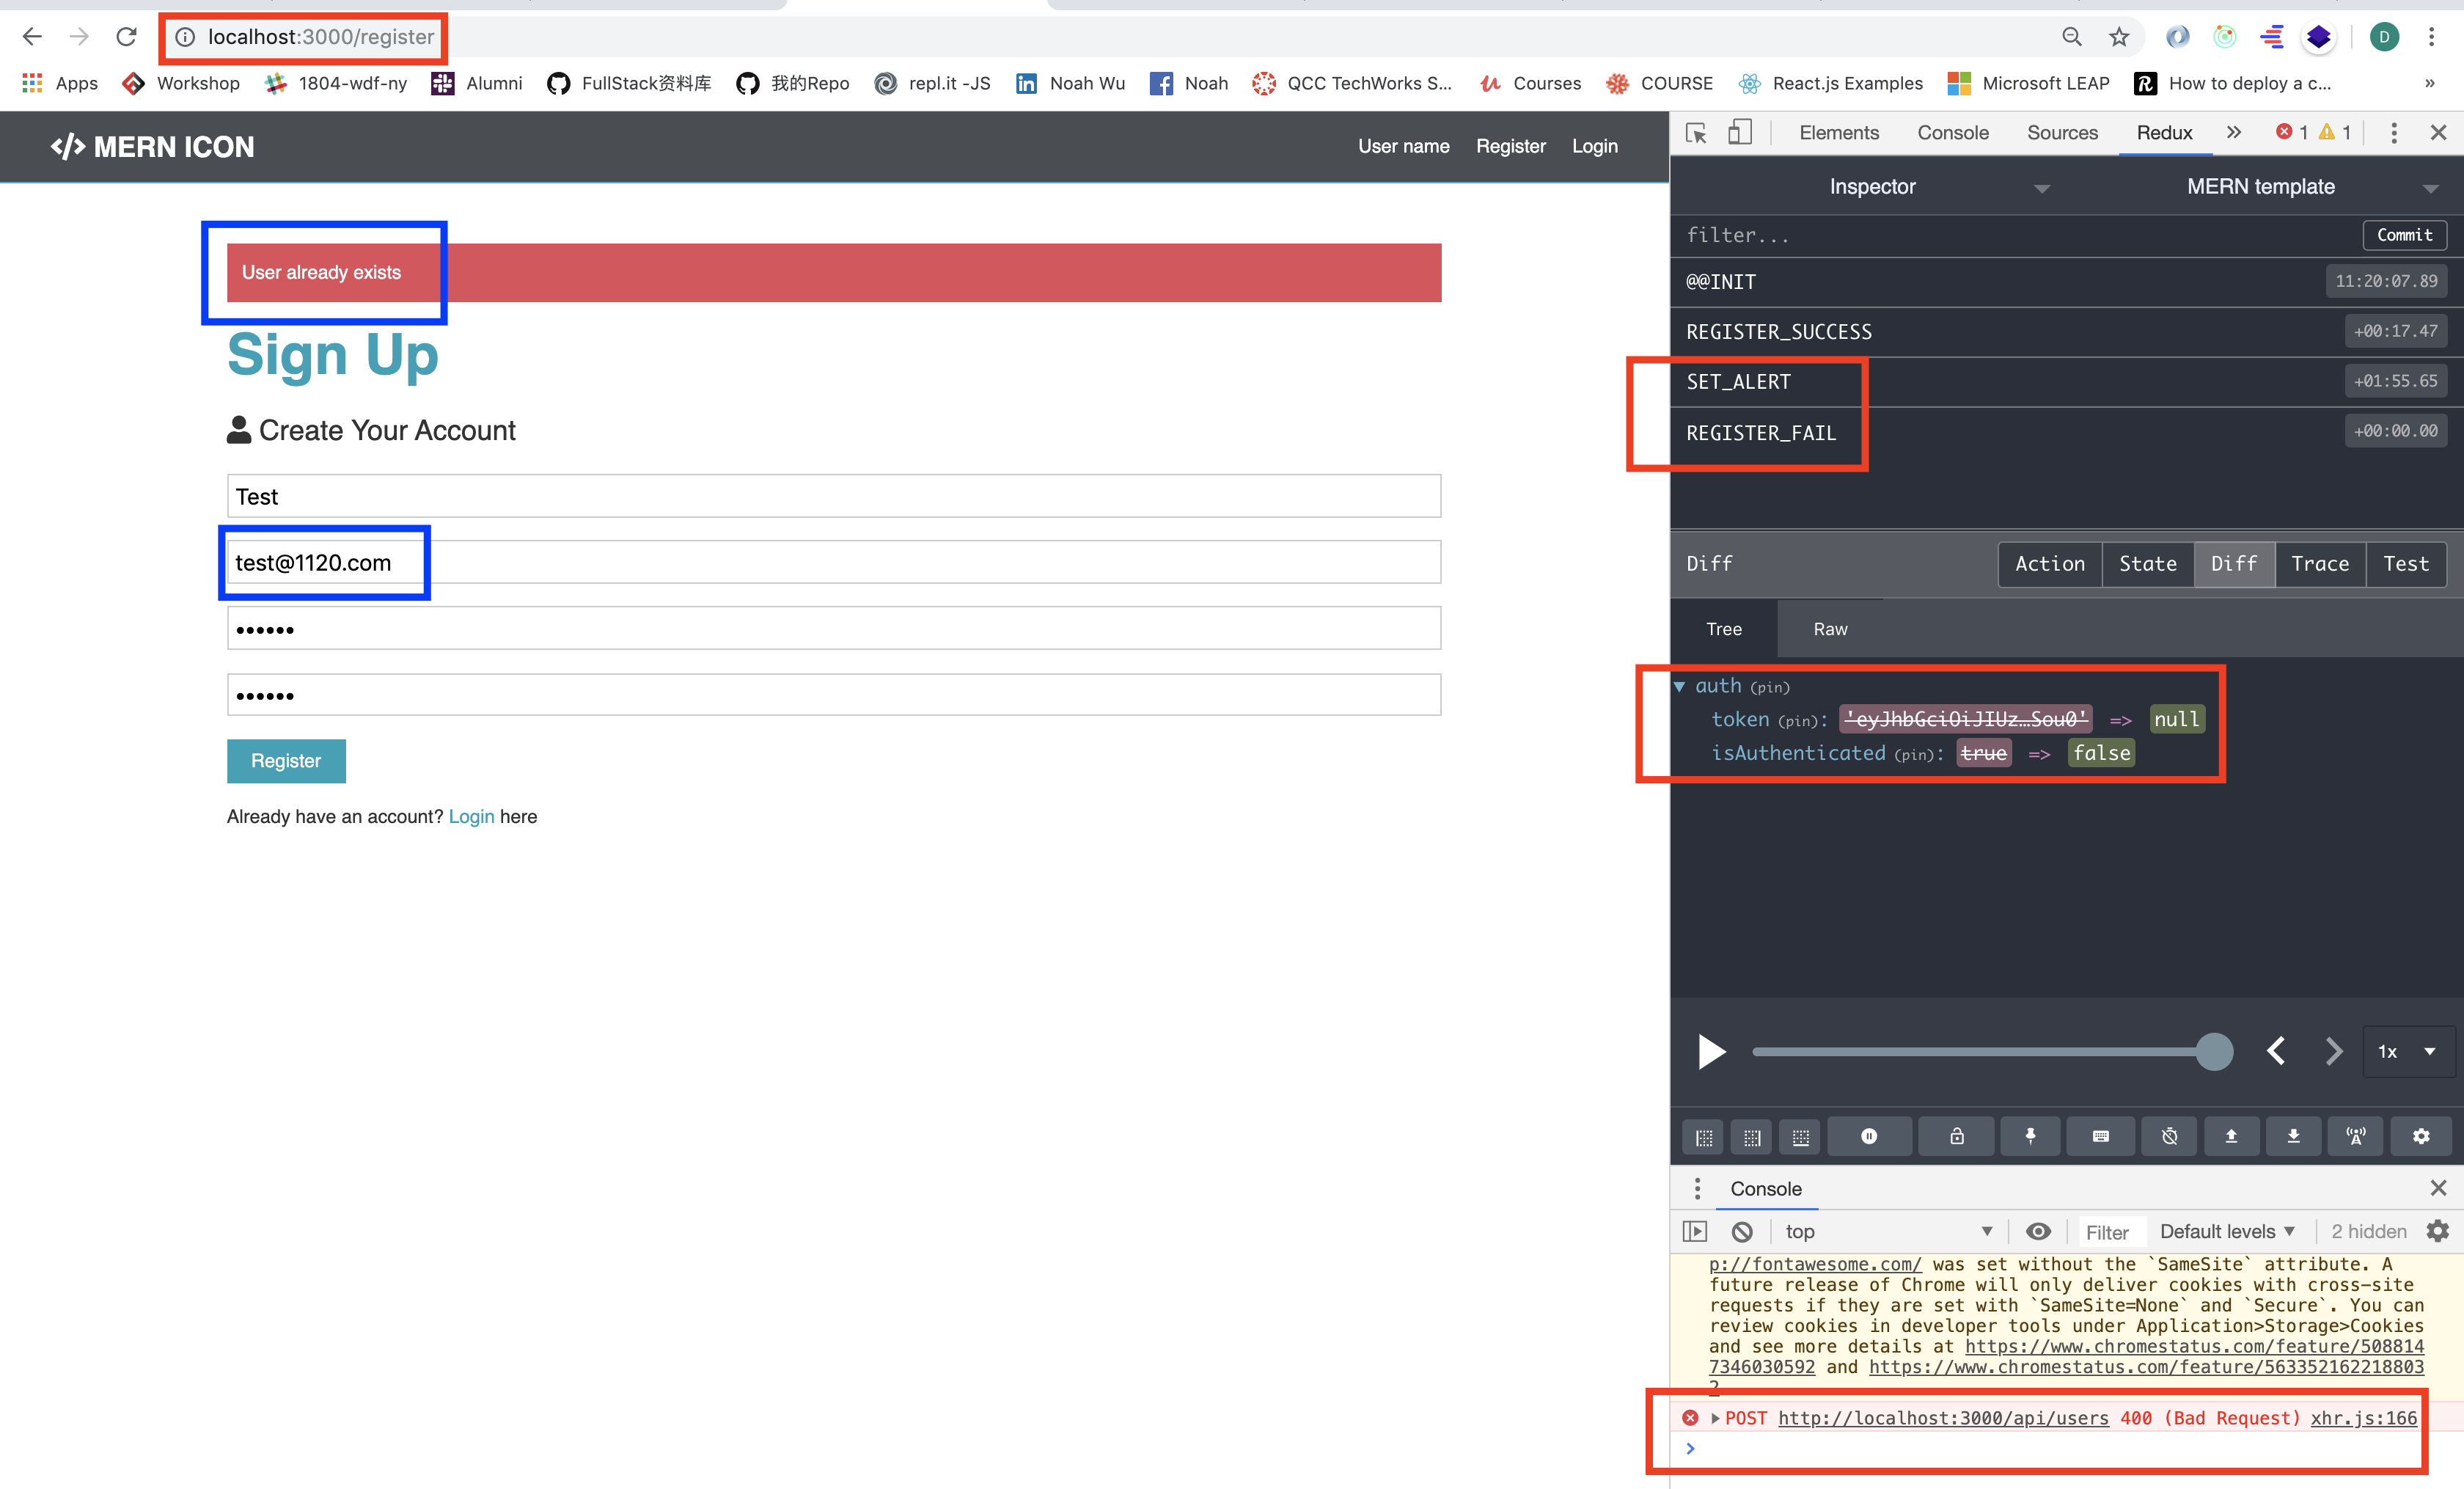 localhost:3000/register
D
Apps Workshop 1804-wdf-ny Alumni FullStack资料库 我的Repo repl.it -JS Noah Wu Noah QCC TechWorks S... Courses COURSE React.js Examples Microsoft LEAP How to deploy a c... »
</> MERN ICON
User name Register Login
User already exists
Sign Up
Create Your Account
Test
test@1120.com
••••••
••••••
Register
Already have an account? Login here
Elements Console Sources Redux » 1 1
Inspector MERN template
filter... Commit
@@INIT 11:20:07.89
REGISTER_SUCCESS +00:17.47
SET_ALERT +01:55.65
REGISTER_FAIL +00:00.00
Diff Action State Diff Trace Test
Tree Raw
auth (pin)
token (pin): 'eyJhbGciOiJIUz…Sou0' => null
isAuthenticated (pin): true => false
1x
Console
top Filter Default levels 2 hidden
p://fontawesome.com/ was set without the `SameSite` attribute. A
future release of Chrome will only deliver cookies with cross-site
requests if they are set with `SameSite=None` and `Secure`. You can
review cookies in developer tools under Application>Storage>Cookies
and see more details at https://www.chromestatus.com/feature/508814
7346030592 and https://www.chromestatus.com/feature/563352162218803
2
POST http://localhost:3000/api/users 400 (Bad Request) xhr.js:166
>